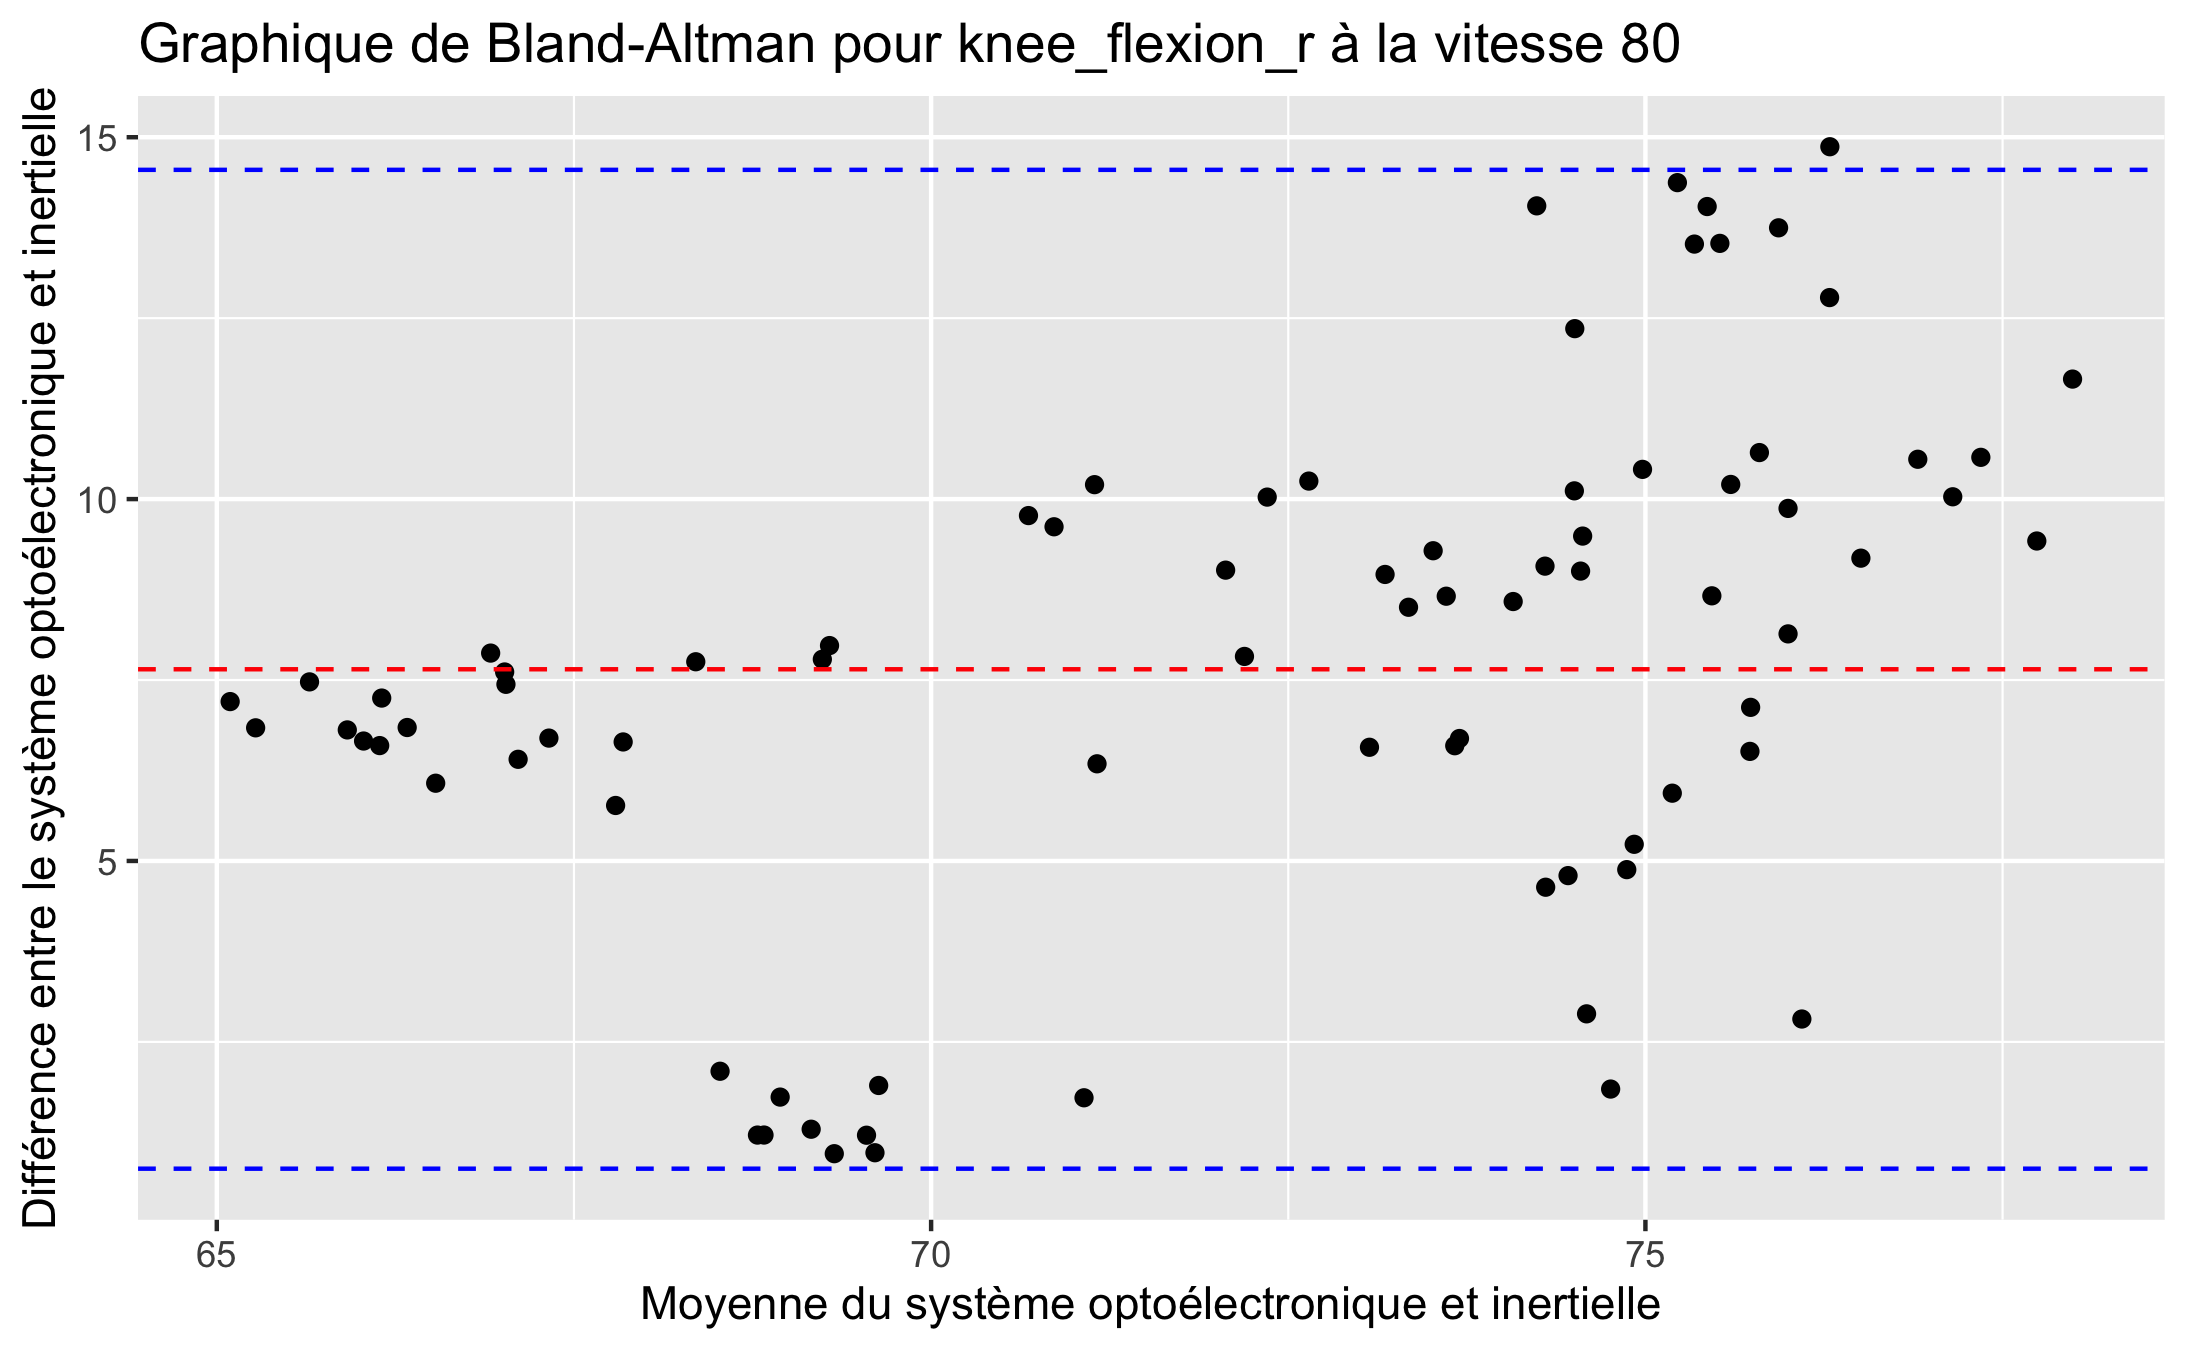 Graphique de Bland-Altman pour knee_flexion_r à la vitesse 80
Différence entre le système optoélectronique et inertielle
15
10
5
65 70 75
Moyenne du système optoélectronique et inertielle